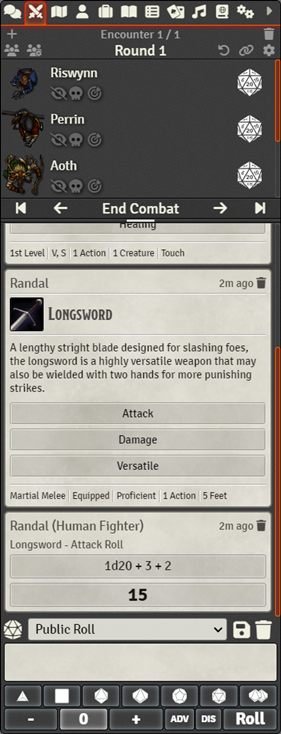 Encounter 1 / 1
Round 1
Riswynn
Perrin
Aoth
End Combat
Healing
1st Level V, S 1 Action 1 Creature Touch
Randal 2m ago
Longsword
A lengthy stright blade designed for slashing foes,
the longsword is a highly versatile weapon that may
also be wielded with two hands for more punishing
strikes.
Attack
Damage
Versatile
Martial Melee Equipped Proficient 1 Action 5 Feet
Randal (Human Fighter) 2m ago
Longsword - Attack Roll
1d20 + 3 + 2
15
Public Roll
- 0 + ADV DIS Roll